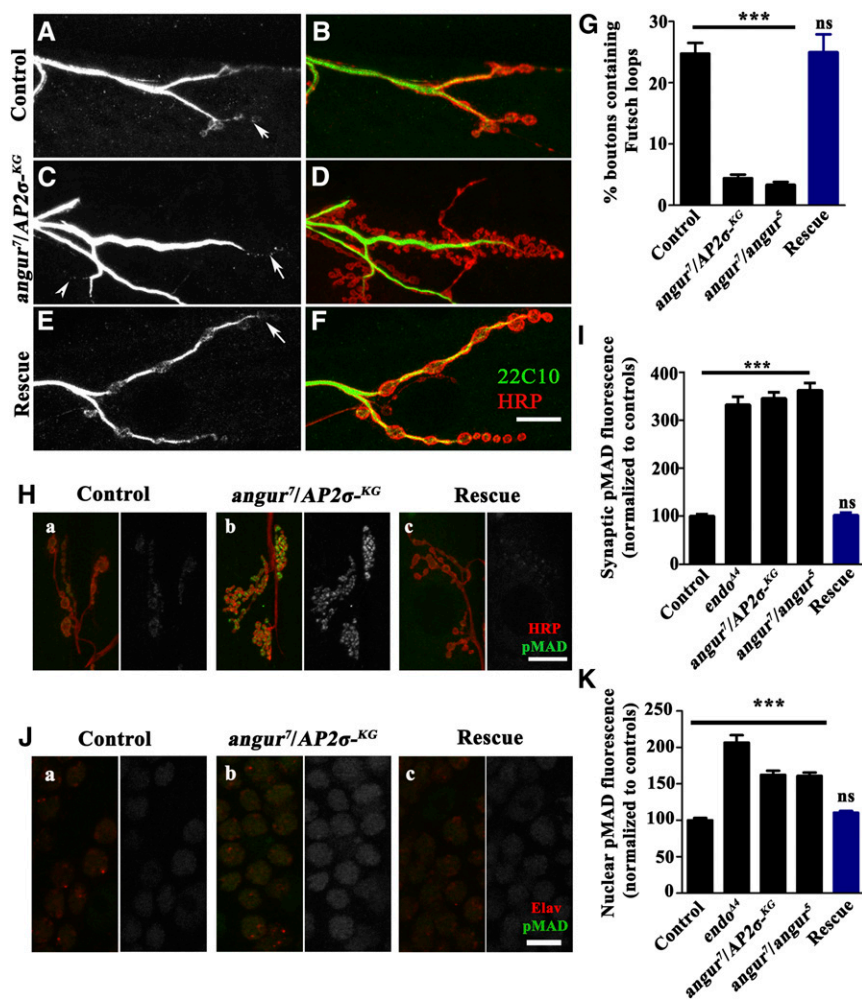 A
B
Control
C
D
angur⁷/AP2σ-ᴷᴳ
E
F
Rescue
22C10
HRP
G
***
ns
% boutons containing
Futsch loops
30
20
10
0
Control
angur⁷/AP2σ-ᴷᴳ
angur⁷/angur⁵
Rescue
H
Control
angur⁷/AP2σ-ᴷᴳ
Rescue
a
b
c
HRP
pMAD
I
***
ns
Synaptic pMAD fluorescence
(normalized to controls)
400
300
200
100
0
Control
endoᐞ⁴
angur⁷/AP2σ-ᴷᴳ
angur⁷/angur⁵
Rescue
J
Control
angur⁷/AP2σ-ᴷᴳ
Rescue
a
b
c
Elav
pMAD
K
***
ns
Nuclear pMAD fluorescence
(normalized to controls)
250
200
150
100
50
0
Control
endoᐞ⁴
angur⁷/AP2σ-ᴷᴳ
angur⁷/angur⁵
Rescue